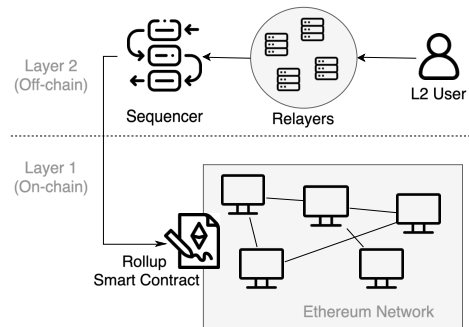 Layer 2
(Off-chain)
Sequencer
Relayers
L2 User
Layer 1
(On-chain)
Rollup
Smart Contract
Ethereum Network